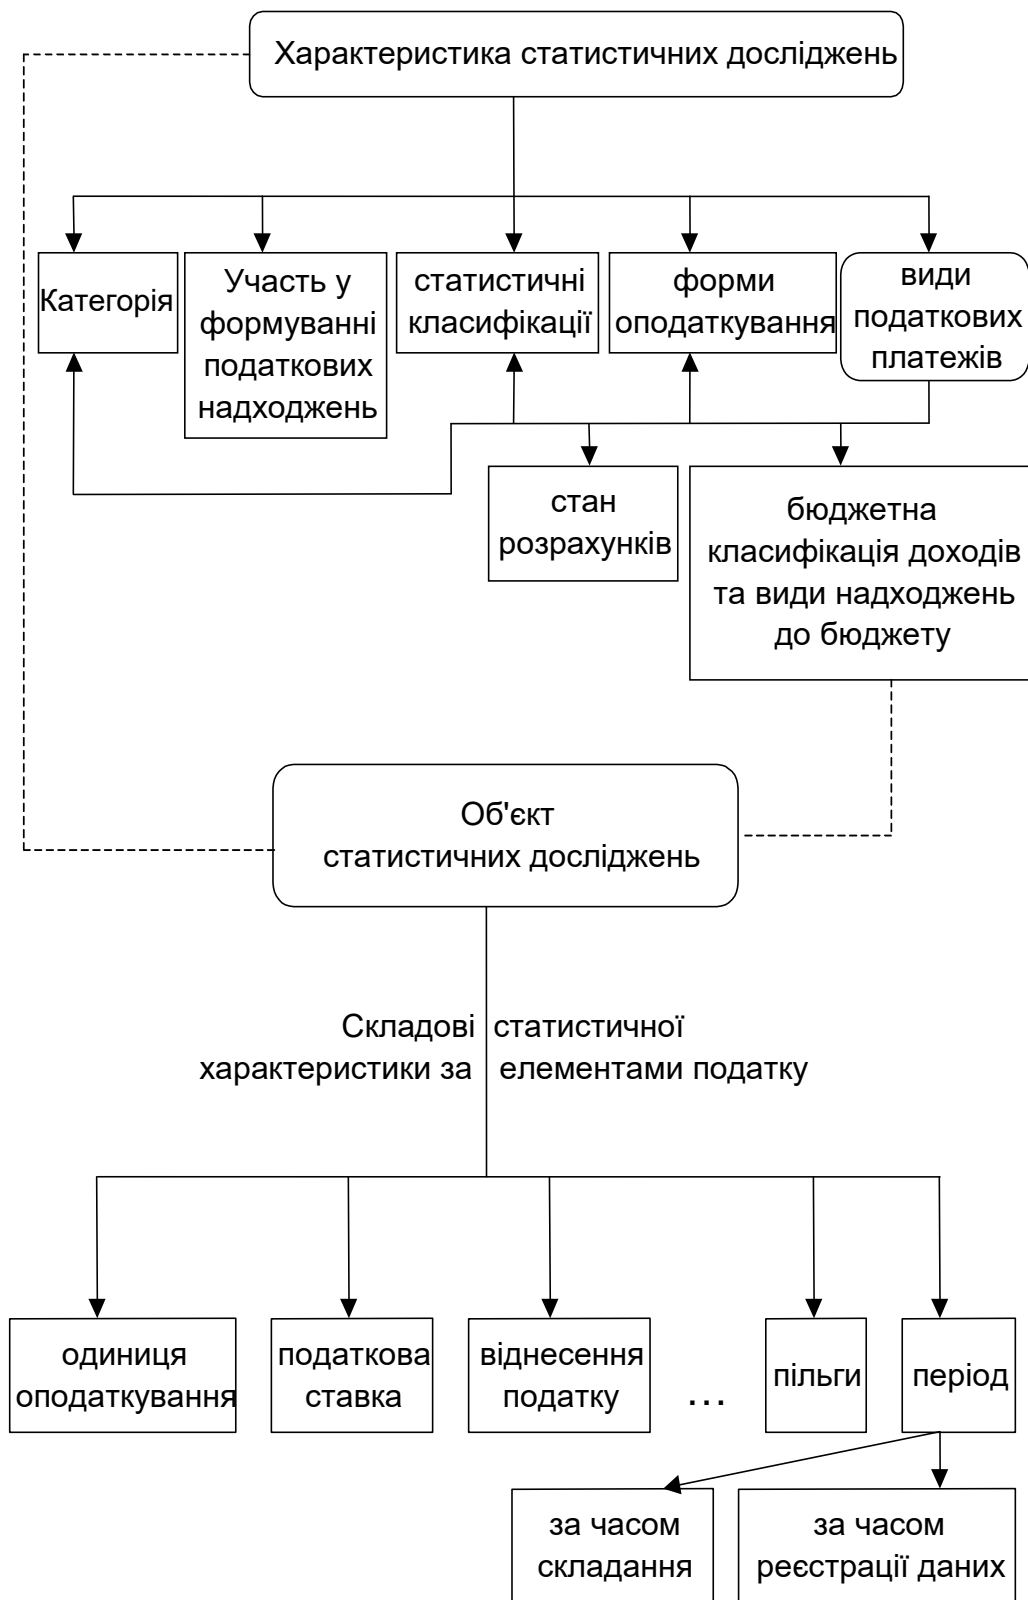 Характеристика статистичних досліджень
Категорія
Участь у
формуванні
податкових
надходжень
статистичні
класифікації
форми
оподаткування
види
податкових
платежів
стан
розрахунків
бюджетна
класифікація доходів
та види надходжень
до бюджету
Об'єкт
статистичних досліджень
Складові статистичної
характеристики за елементами податку
одиниця
оподаткування
податкова
ставка
віднесення
податку
...
пільги
період
за часом
складання
за часом
реєстрації даних